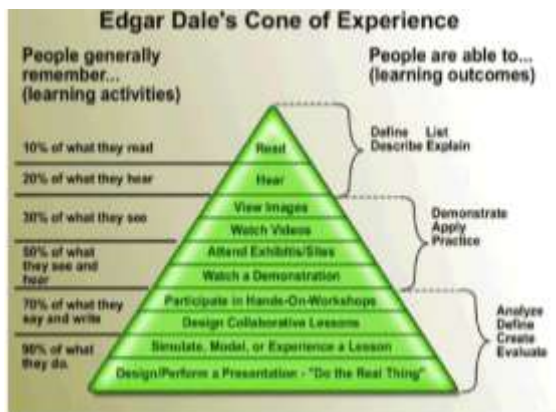 Edgar Dale's Cone of Experience
People generally
remember...
(learning activities)
People are able to...
(learning outcomes)
10% of what they read
20% of what they hear
30% of what they see
50% of what
they see and
hear
70% of what they
say and write
90% of what
they do.
Read
Hear
View Images
Watch Videos
Attend Exhibitis/Sites
Watch a Demonstration
Participate in Hands-On-Workshops
Design Collaborative Lessons
Simulate, Model, or Experience a Lesson
Design/Perform a Presentation - "Do the Real Thing"
Define List
Describe Explain
Demonstrate
Apply
Practice
Analyze
Define
Create
Evaluate